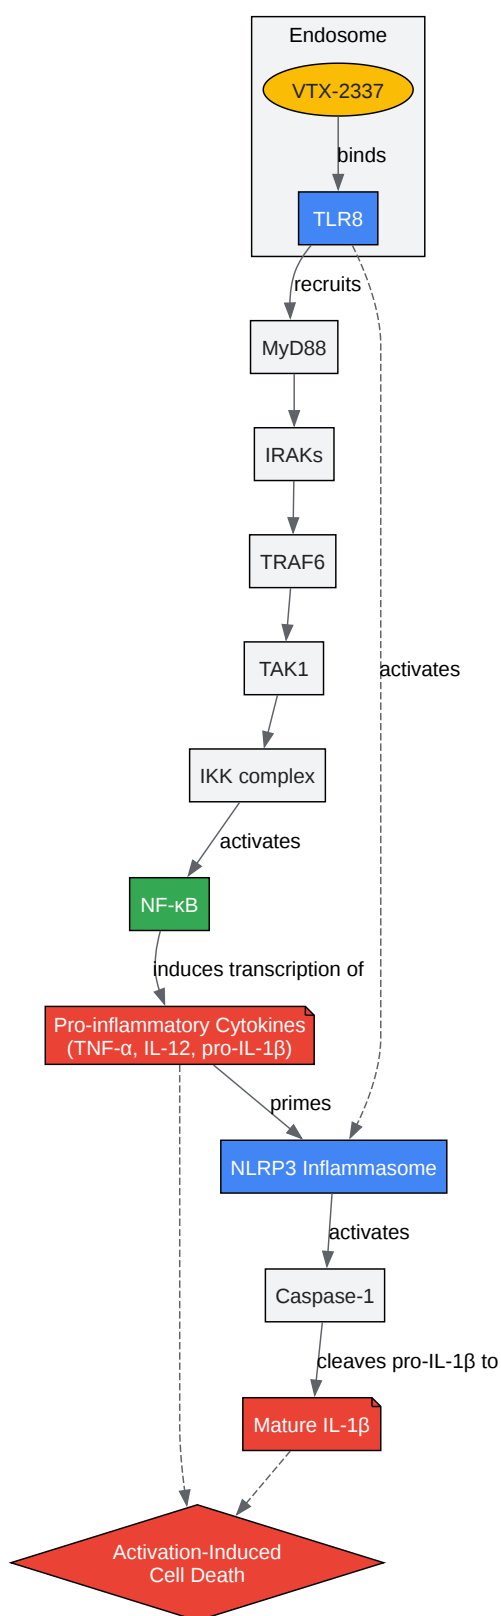 Endosome
VTX-2337
binds
TLR8
recruits
MyD88
IRAKs
TRAF6
TAK1
activates
IKK complex
activates
NF-κB
induces transcription of
Pro-inflammatory Cytokines
(TNF-α, IL-12, pro-IL-1β)
primes
NLRP3 Inflammasome
activates
Caspase-1
cleaves pro-IL-1β to
Mature IL-1β
Activation-Induced
Cell Death